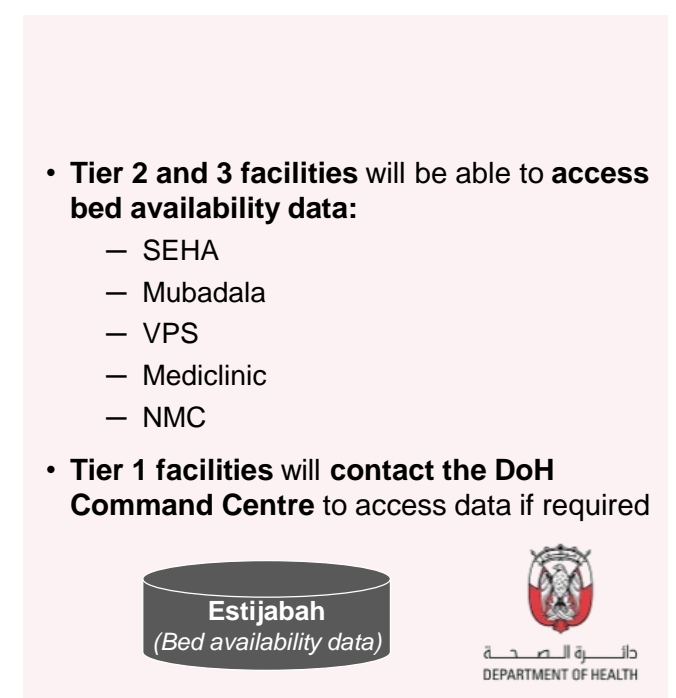 • Tier 2 and 3 facilities will be able to access
bed availability data:
— SEHA
— Mubadala
— VPS
— Mediclinic
— NMC
• Tier 1 facilities will contact the DoH
Command Centre to access data if required
Estijabah
(Bed availability data)
دائـــرة الــصــحـــة
DEPARTMENT OF HEALTH